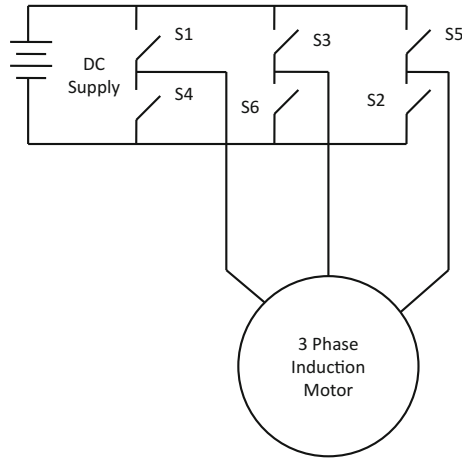 S1
S3
S5
DC
Supply
S4
S6
S2
3 Phase
Induction
Motor